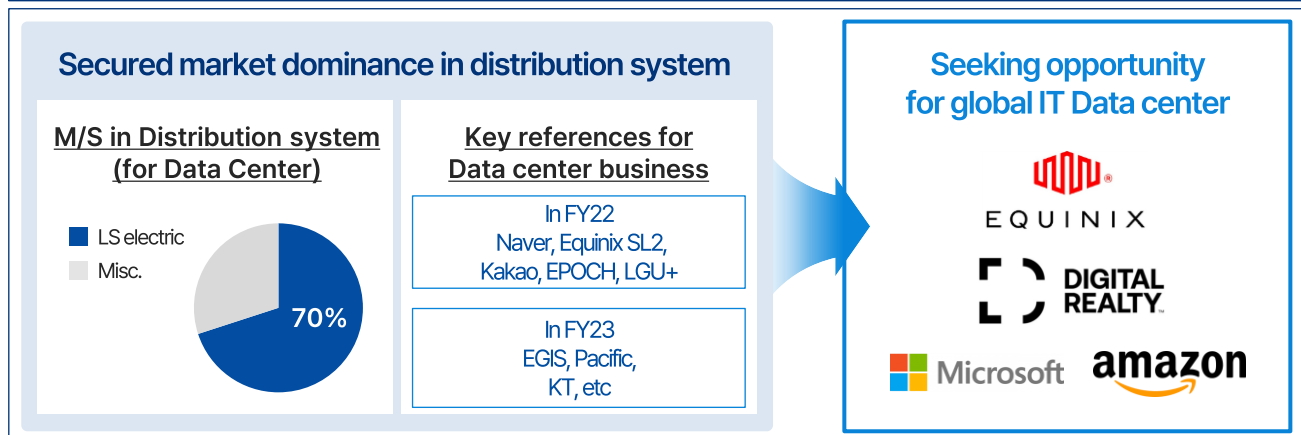 Secured market dominance in distribution system
M/S in Distribution system
(for Data Center)
LS electric
Misc.
70%
Key references for
Data center business
In FY22
Naver, Equinix SL2,
Kakao, EPOCH, LGU+
In FY23
EGIS, Pacific,
KT, etc
Seeking opportunity
for global IT Data center
EQUINIX
DIGITAL
REALTY
Microsoft
amazon